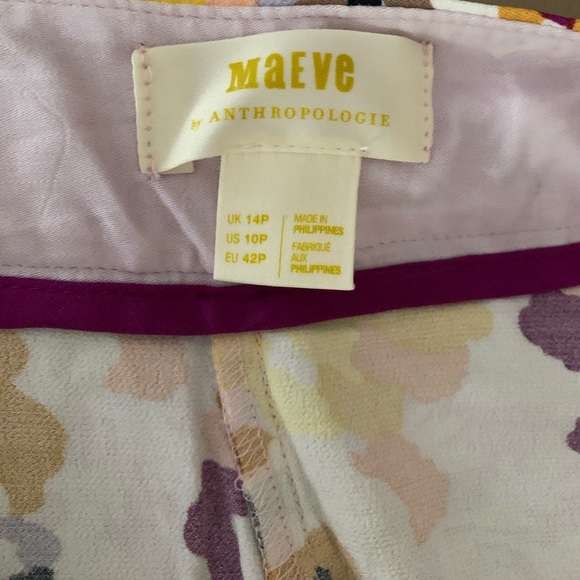 Maeve
by ANTHROPOLOGIE
UK 14P
US 10P
EU 42P
MADE IN
PHILIPPINES
FABRIQUÉ
AUX
PHILIPPINES